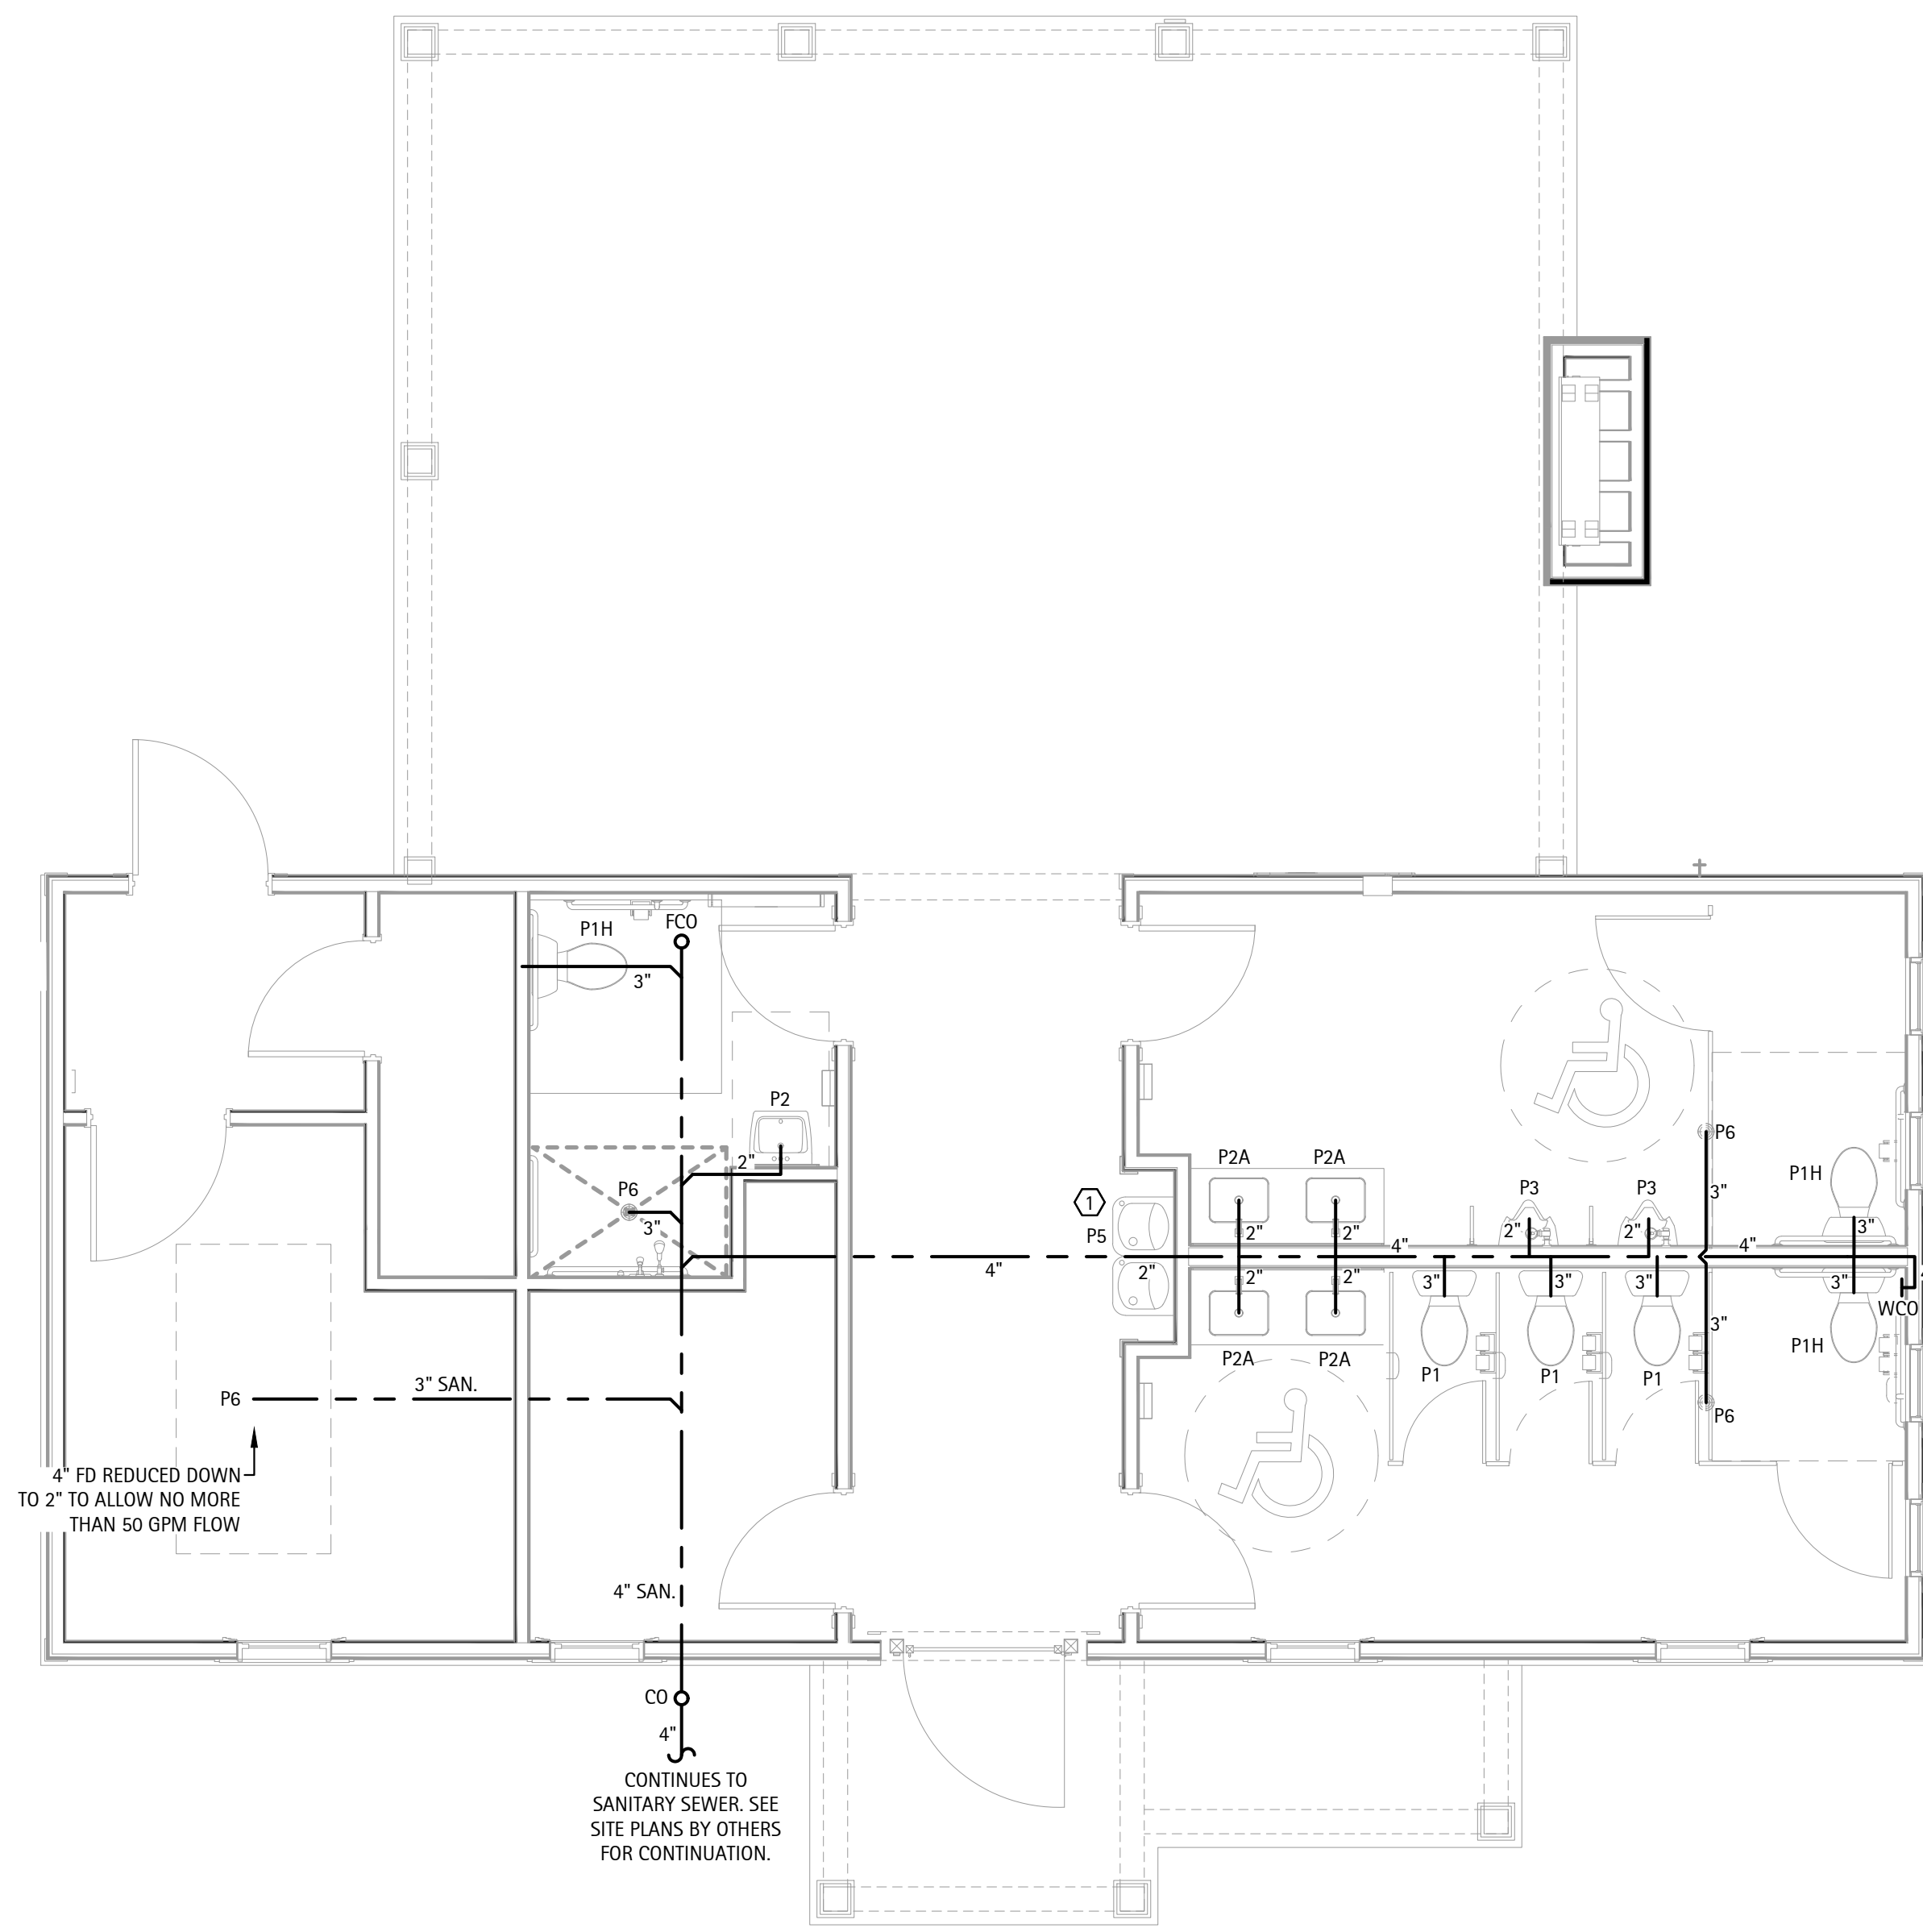 P1H
FCO
3"
P2
2"
P6
3"
1
P5
2"
4"
P2A
P2A
2"
2"
2"
2"
P2A
P2A
4"
P3
P3
2"
2"
4"
P6
3"
P1H
3"
3"
3"
3"
3"
3"
WCO
P1H
P1
P1
P1
P6
P6
3" SAN.
4" FD REDUCED DOWN
TO 2" TO ALLOW NO MORE
THAN 50 GPM FLOW
4" SAN.
CO
4"
CONTINUES TO
SANITARY SEWER. SEE
SITE PLANS BY OTHERS
FOR CONTINUATION.